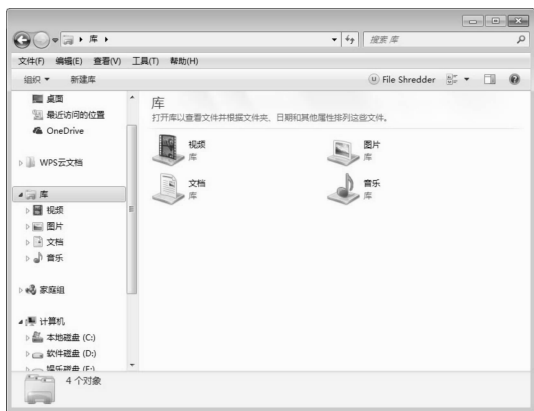 库
搜索 库
文件(F) 编辑(E) 查看(V) 工具(T) 帮助(H)
组织 新建库 File Shredder
桌面
最近访问的位置
OneDrive
WPS云文档
库
视频
图片
文档
音乐
家庭组
计算机
本地磁盘 (C:)
软件磁盘 (D:)
娱乐磁盘 (E:)
库
打开库以查看文件并根据文件夹、日期和其他属性排列这些文件。
视频
库
图片
库
文档
库
音乐
库
4 个对象